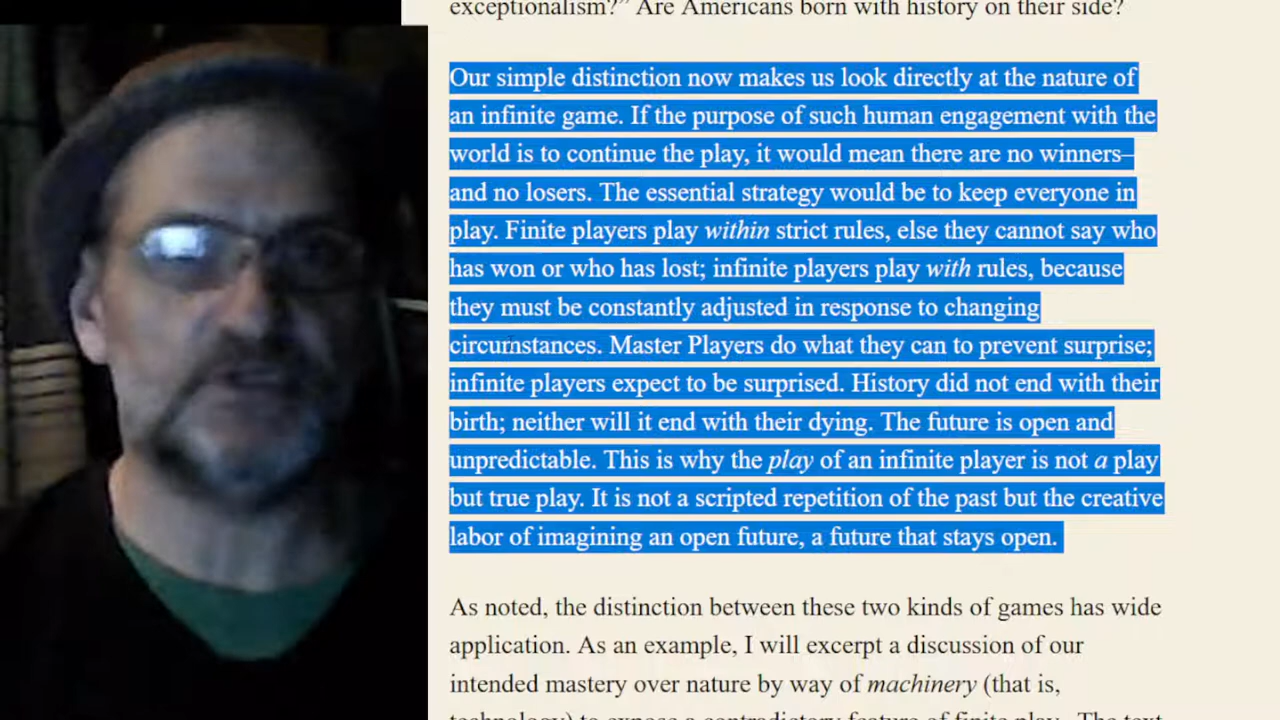 exceptionalism?” Are Americans born with history on their side?
Our simple distinction now makes us look directly at the nature of
an infinite game. If the purpose of such human engagement with the
world is to continue the play, it would mean there are no winners–
and no losers. The essential strategy would be to keep everyone in
play. Finite players play within strict rules, else they cannot say who
has won or who has lost; infinite players play with rules, because
they must be constantly adjusted in response to changing
circumstances. Master Players do what they can to prevent surprise;
infinite players expect to be surprised. History did not end with their
birth; neither will it end with their dying. The future is open and
unpredictable. This is why the play of an infinite player is not a play
but true play. It is not a scripted repetition of the past but the creative
labor of imagining an open future, a future that stays open.
As noted, the distinction between these two kinds of games has wide
application. As an example, I will excerpt a discussion of our
intended mastery over nature by way of machinery (that is,
technology) to expose a contradictory feature of finite play. The text